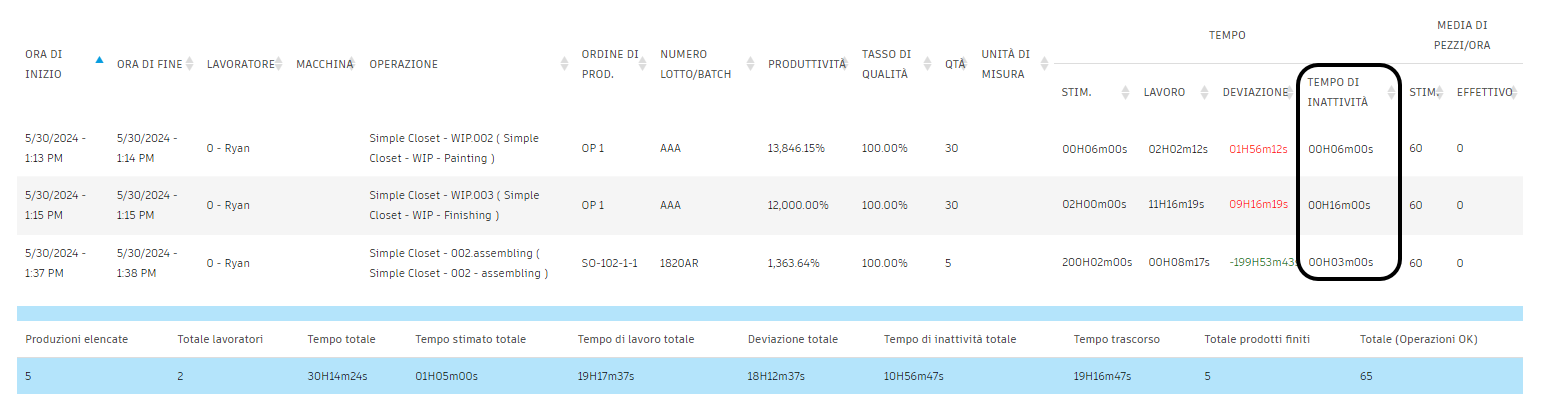 TEMPO
MEDIA DI
PEZZI/ORA
ORA DI
INIZIO
ORA DI FINE
LAVORATORE
MACCHINA
OPERAZIONE
ORDINE DI
PROD.
NUMERO
LOTTO/BATCH
PRODUTTIVITÀ
TASSO DI
QUALITÀ
QTÀ
UNITÀ DI
MISURA
STIM.
LAVORO
DEVIAZIONE
TEMPO DI
INATTIVITÀ
STIM.
EFFETTIVO
5/30/2024 -
1:13 PM
5/30/2024 -
1:14 PM
0 - Ryan
Simple Closet - WIP.002 ( Simple
Closet - WIP - Painting )
OP 1
AAA
13,846.15%
100.00%
30
00H06m00s
02H02m12s
01H56m12s
00H06m00s
60
0
5/30/2024 -
1:15 PM
5/30/2024 -
1:15 PM
0 - Ryan
Simple Closet - WIP.003 ( Simple
Closet - WIP - Finishing )
OP 1
AAA
12,000.00%
100.00%
30
02H00m00s
11H16m19s
09H16m19s
00H16m00s
60
0
5/30/2024 -
1:37 PM
5/30/2024 -
1:38 PM
0 - Ryan
Simple Closet - 002.assembling (
Simple Closet - 002 - assembling )
SO-102-1-1
1820AR
1,363.64%
100.00%
5
200H02m00s
00H08m17s
-199H53m43s
00H03m00s
60
0
Produzioni elencate
Totale lavoratori
Tempo totale
Tempo stimato totale
Tempo di lavoro totale
Deviazione totale
Tempo di inattività totale
Tempo trascorso
Totale prodotti finiti
Totale (Operazioni OK)
5
2
30H14m24s
01H05m00s
19H17m37s
18H12m37s
10H56m47s
19H16m47s
5
65